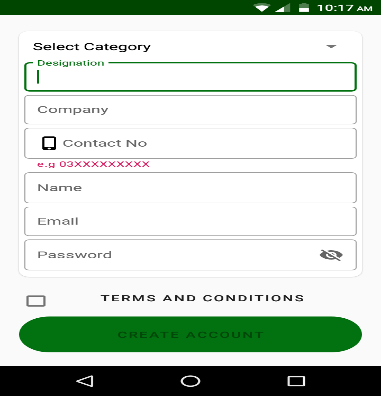 10:17 AM
Select Category
Designation
Company
Contact No
e.g 03XXXXXXXXX
Name
Email
Password
TERMS AND CONDITIONS
CREATE ACCOUNT